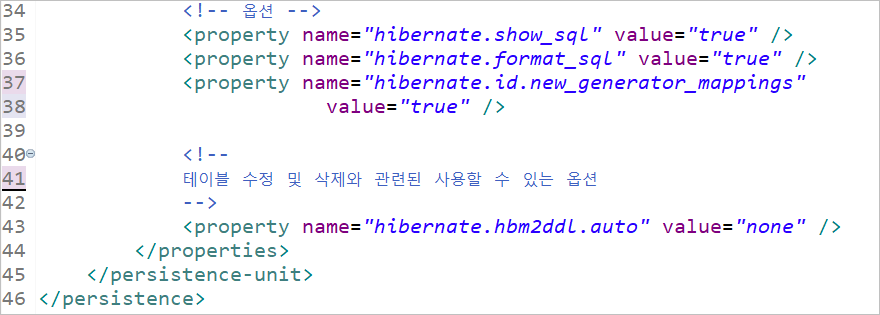 34 <!-- 옵션 -->
35 <property name="hibernate.show_sql" value="true" />
36 <property name="hibernate.format_sql" value="true" />
37 <property name="hibernate.id.new_generator_mappings"
38 value="true" />
39
40 <!--
41 테이블 수정 및 삭제와 관련된 사용할 수 있는 옵션
42 -->
43 <property name="hibernate.hbm2ddl.auto" value="none" />
44 </properties>
45 </persistence-unit>
46 </persistence>